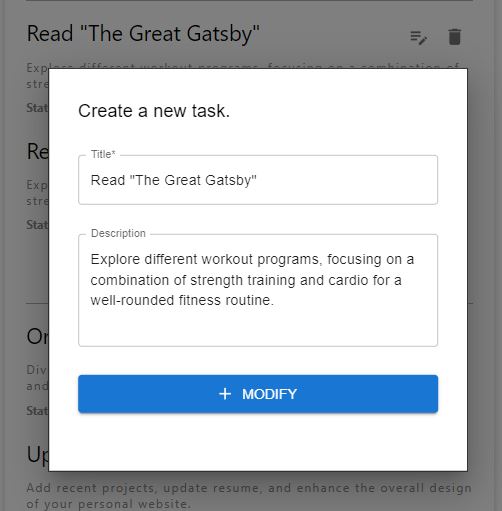 Read "The Great Gatsby"
Explore different workout programs, focusing on a combination of
stre
Stat
Re
Exp
stre
Stat
Create a new task.
Title*
Read "The Great Gatsby"
Description
Explore different workout programs, focusing on a
combination of strength training and cardio for a
well-rounded fitness routine.
+ MODIFY
Or
Divi
and
Stat
Up
Add recent projects, update resume, and enhance the overall design
of your personal website.